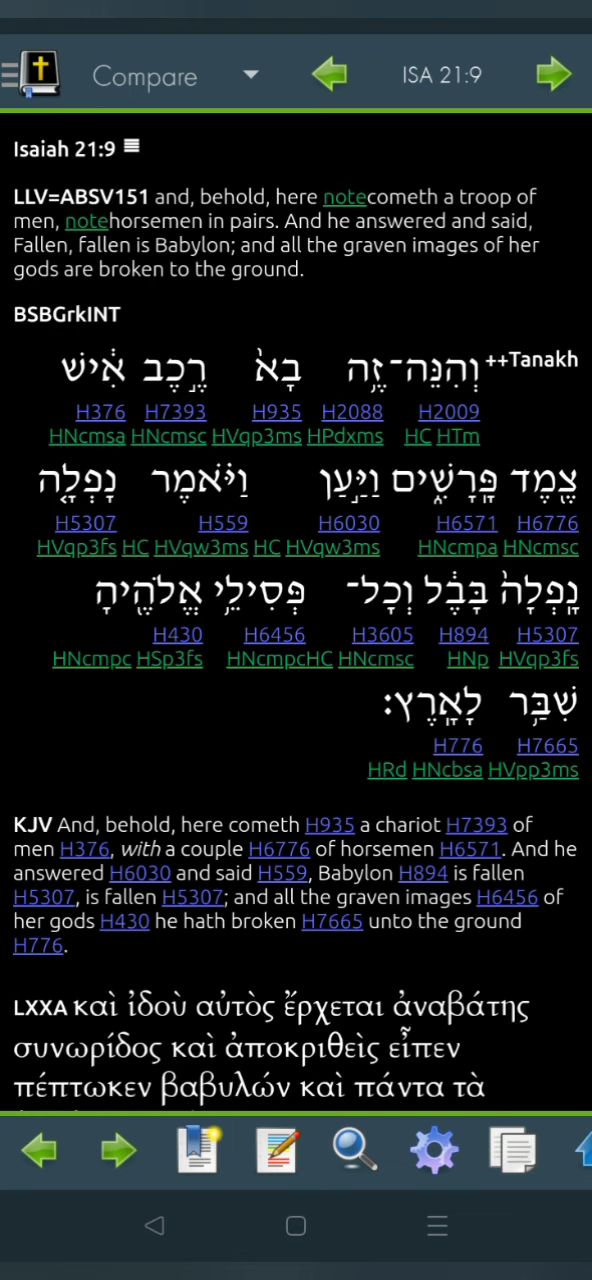 Compare
ISA 21:9
Isaiah 21:9
LLV=ABSV151 and, behold, here notecometh a troop of
men, notehorsemen in pairs. And he answered and said,
Fallen, fallen is Babylon; and all the graven images of her
gods are broken to the ground.
BSBGrkINT
++Tanakh וְהִנֵּה־זֶ֥ה בָא֙ רֶ֣כֶב אִ֔ישׁ
H376 H7393 H935 H2088 H2009
HNcmsa HNcmsc HVqp3ms HPdxms HC HTm
צֶ֖מֶד פָּֽרָשִׁ֑ים וַיַּ֣עַן וַיֹּ֗אמֶר נָפְלָ֤ה
H5307 H559 H6030 H6571 H6776
HVqp3fs HC HVqw3ms HC HVqw3ms HNcmpa HNcmsc
נָֽפְלָה֙ בָּבֶ֔ל וְכָל־ פְּסִילֵ֥י אֱלֹהֶ֖יהָ
H430 H6456 H3605 H894 H5307
HNcmpc HSp3fs HNcmpcHC HNcmsc HNp HVqp3fs
שִׁבַּ֥ר לָאָֽרֶץ׃
H776 H7665
HRd HNcbsa HVpp3ms
KJV And, behold, here cometh H935 a chariot H7393 of
men H376, with a couple H6776 of horsemen H6571. And he
answered H6030 and said H559, Babylon H894 is fallen
H5307, is fallen H5307; and all the graven images H6456 of
her gods H430 he hath broken H7665 unto the ground
H776.
LXXA καὶ ἰδοὺ αὐτὸς ἔρχεται ἀναβάτης
συνωρίδος καὶ ἀποκριθεὶς εἶπεν
πέπτωκεν βαβυλών καὶ πάντα τὰ